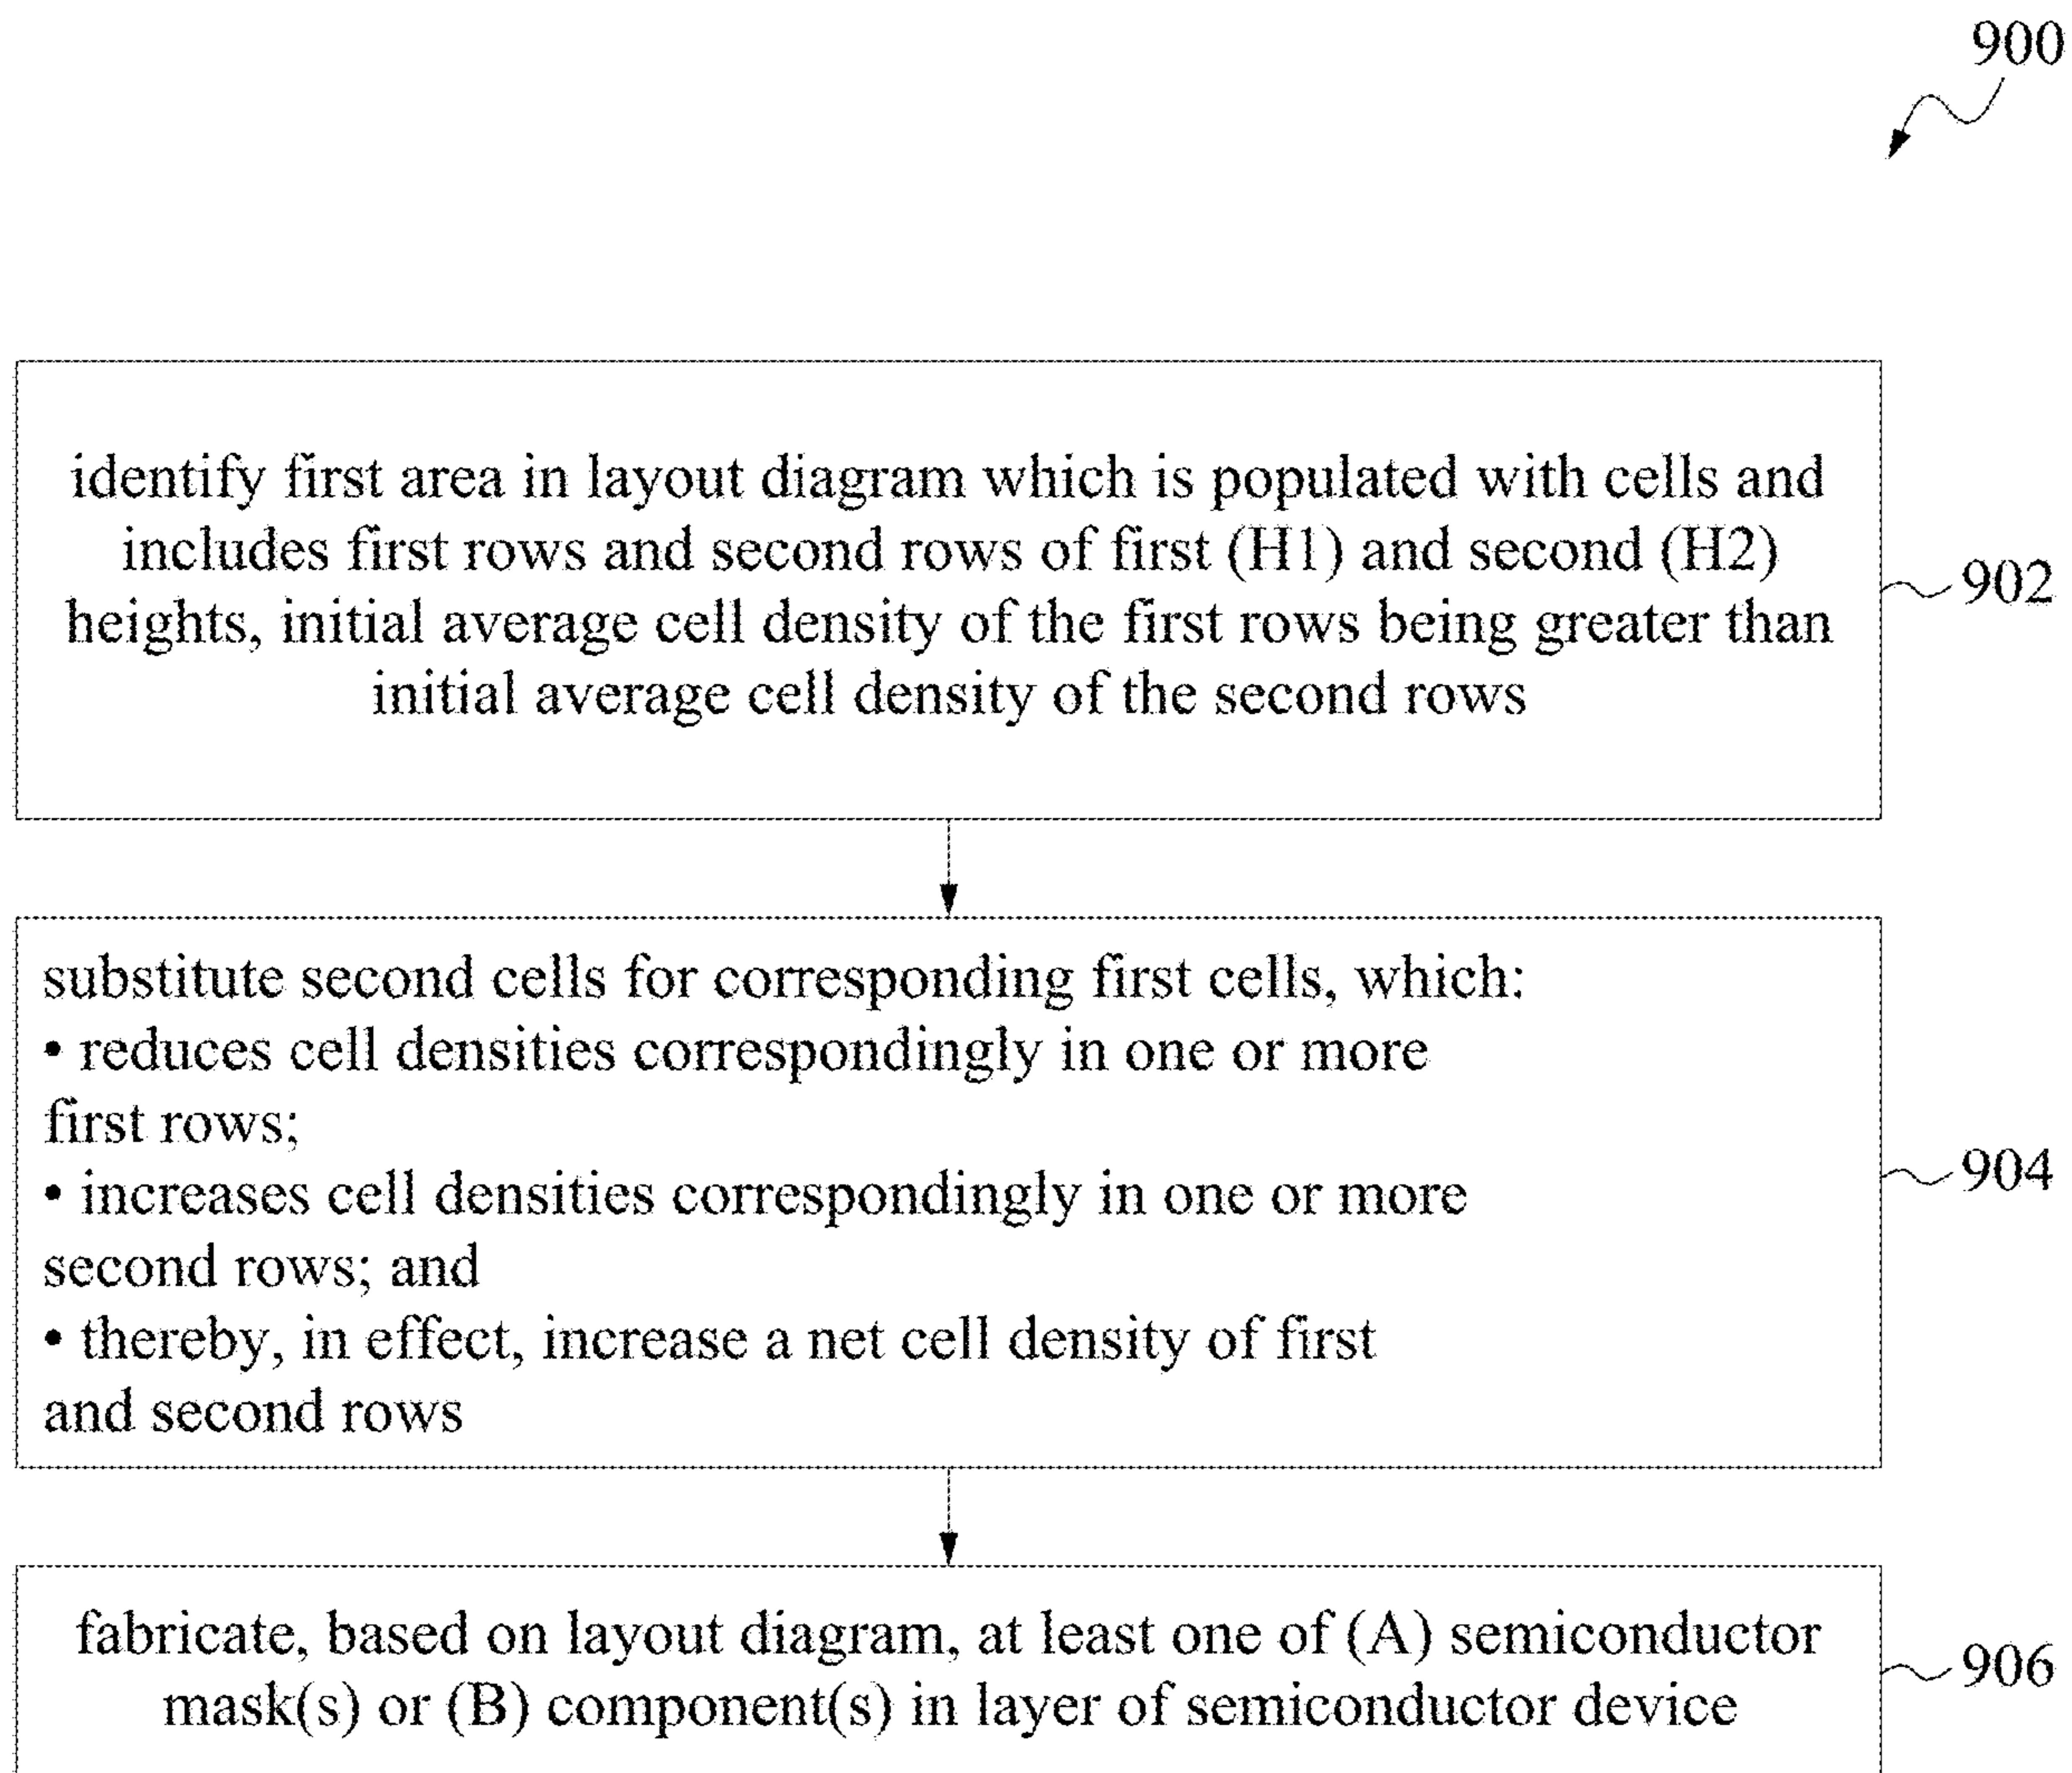 900
identify first area in layout diagram which is populated with cells and
includes first rows and second rows of first (H1) and second (H2)
heights, initial average cell density of the first rows being greater than
initial average cell density of the second rows
902
substitute second cells for corresponding first cells, which:
• reduces cell densities correspondingly in one or more
first rows;
• increases cell densities correspondingly in one or more
second rows; and
• thereby, in effect, increase a net cell density of first
and second rows
904
fabricate, based on layout diagram, at least one of (A) semiconductor
mask(s) or (B) component(s) in layer of semiconductor device
906